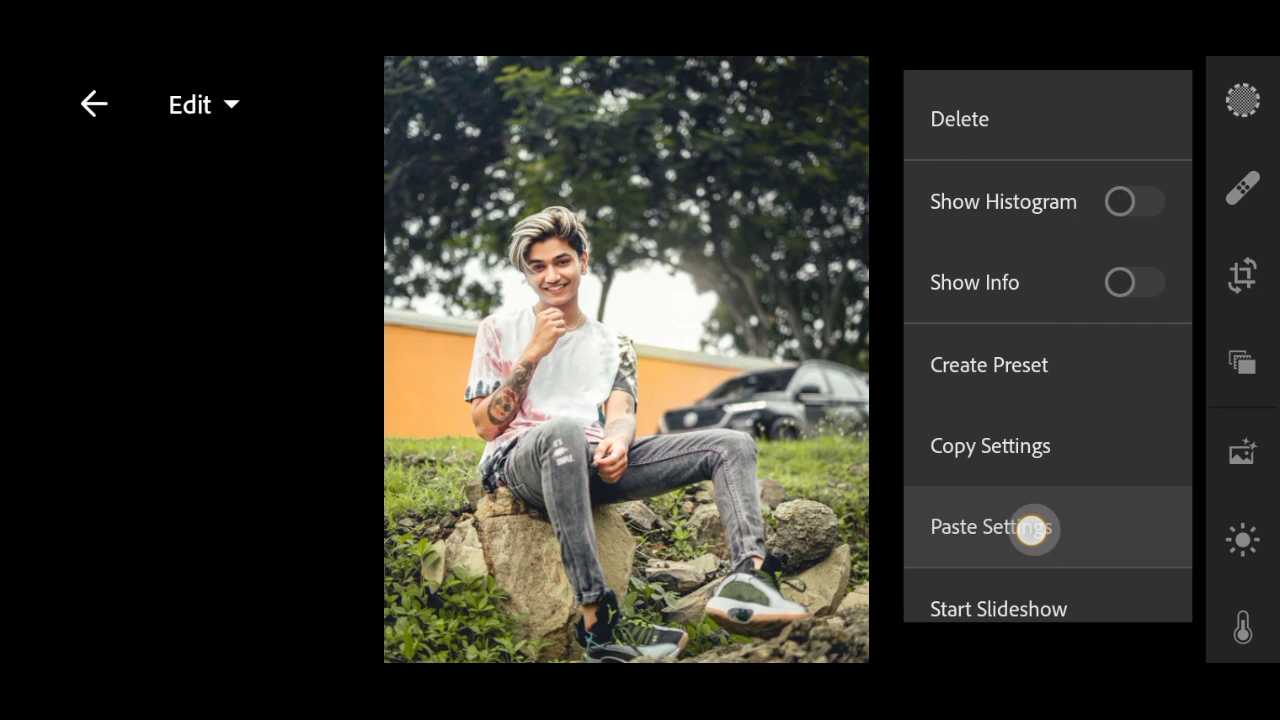 Edit
Delete
Show Histogram
Show Info
Create Preset
Copy Settings
Paste Settings
Start Slideshow